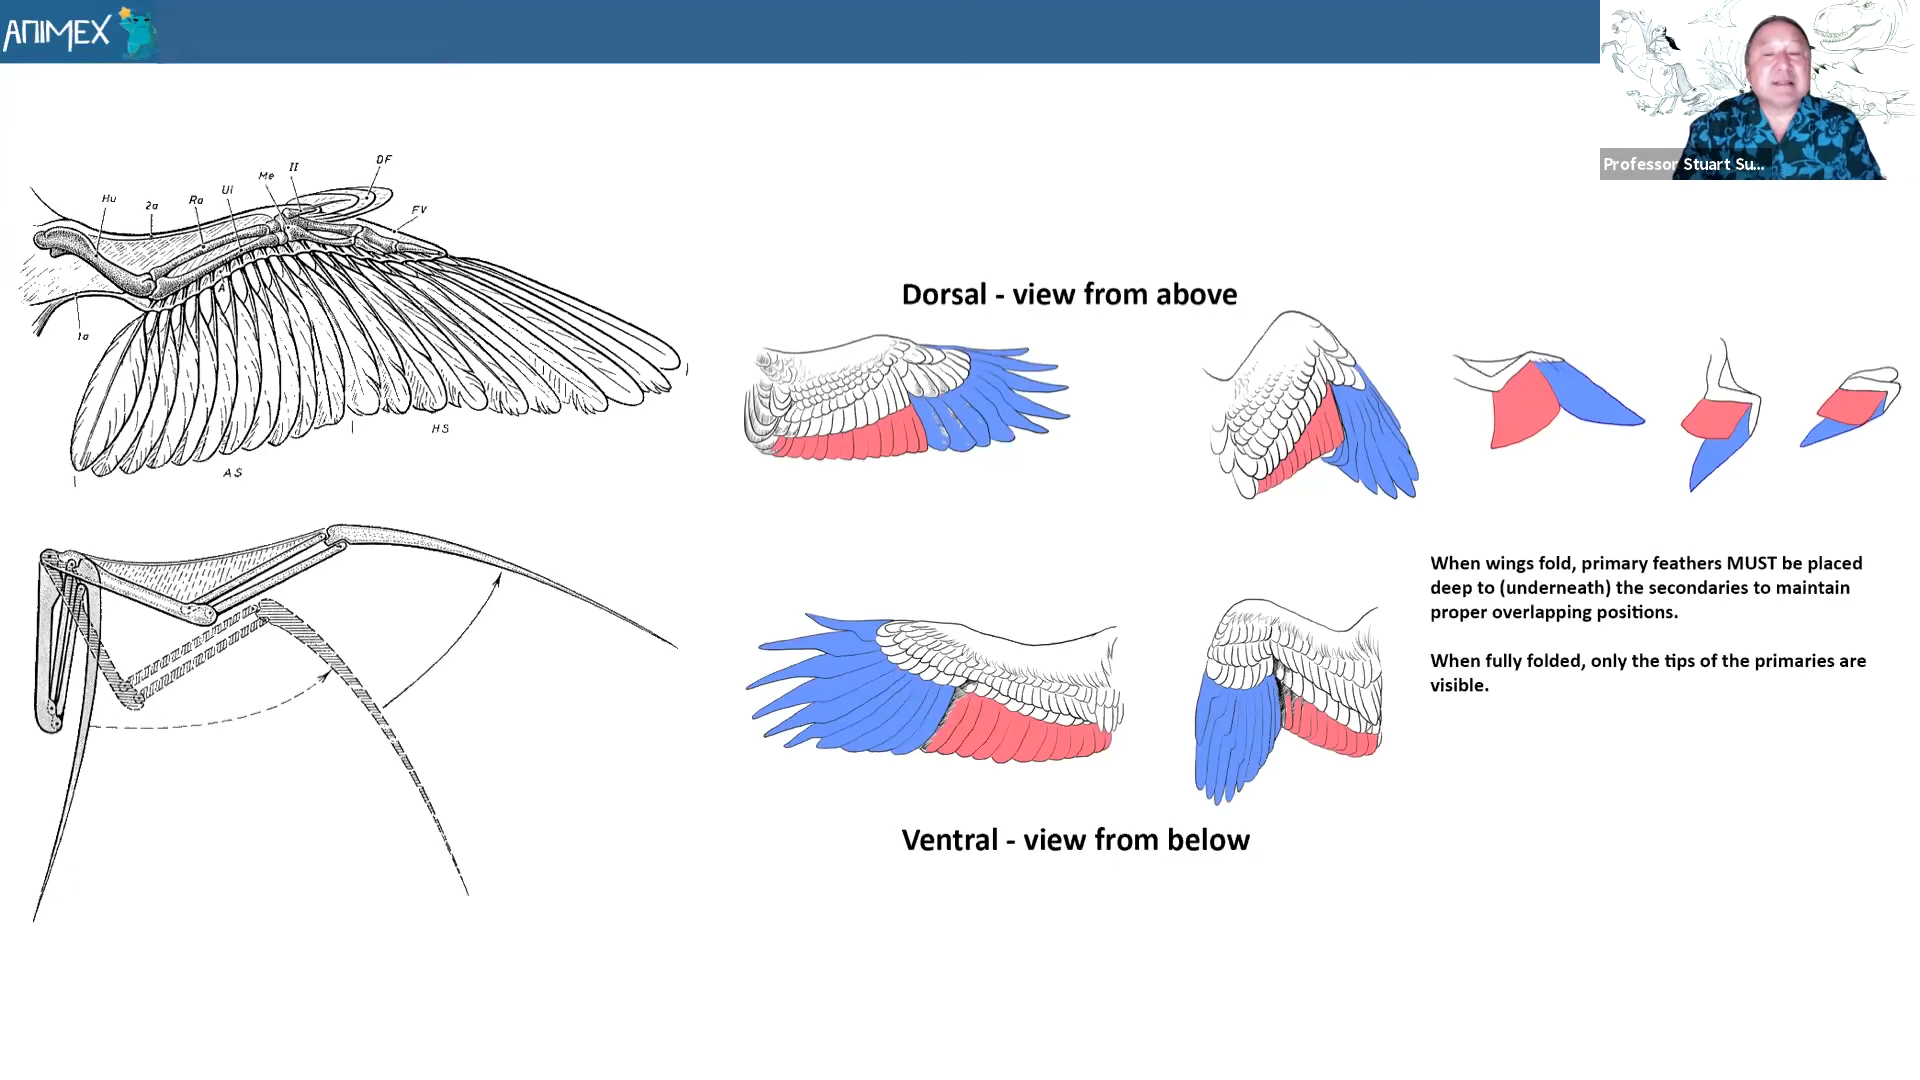 ANIMEX
Professor Stuart Su...
DF
II
Me
Ul
FV
Hu
2a
Ra
A
1a
HS
AS
Dorsal - view from above
When wings fold, primary feathers MUST be placed
deep to (underneath) the secondaries to maintain
proper overlapping positions.
When fully folded, only the tips of the primaries are
visible.
Ventral - view from below